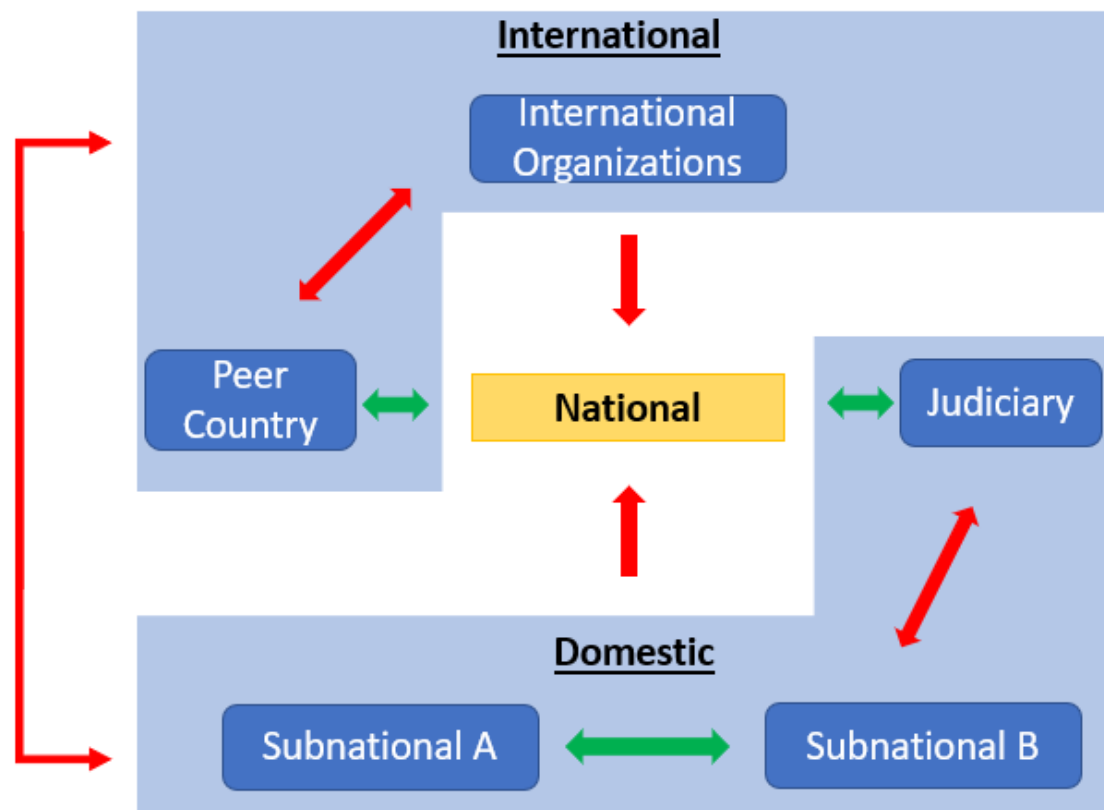 International
International
Organizations
Peer
Country
National
Judiciary
Domestic
Subnational A
Subnational B